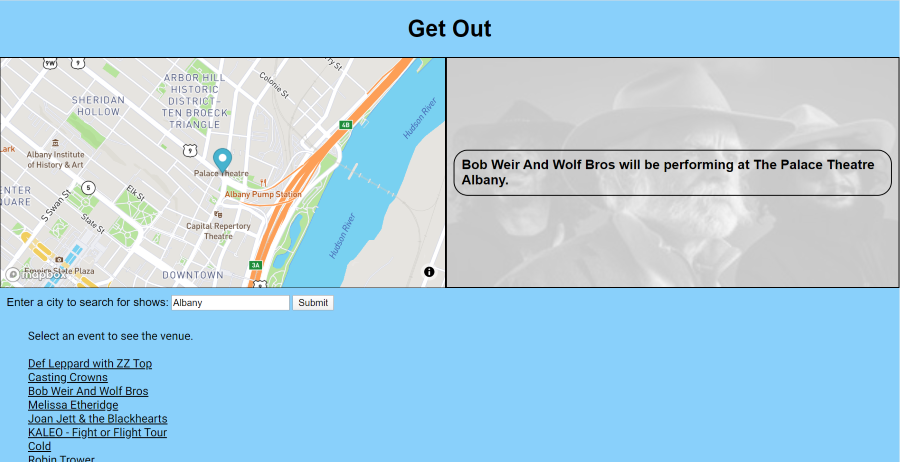 Get Out
9W
9
ARBOR HILL
HISTORIC
DISTRICT-
TEN BROECK
TRIANGLE
Colonie St
SHERIDAN
HOLLOW
4B
Hudson River
9
Albany Institute
of History & Art
Palace Theatre
5
Elk St
Albany Pump Station
S Swan St
State St
Capital Repertory
Theatre
Hudson River
3A
Empire State Plaza
mapbox
DOWNTOWN
9
Bob Weir And Wolf Bros will be performing at The Palace Theatre
Albany.
Enter a city to search for shows: Albany Submit
Select an event to see the venue.
Def Leppard with ZZ Top
Casting Crowns
Bob Weir And Wolf Bros
Melissa Etheridge
Joan Jett & the Blackhearts
KALEO - Fight or Flight Tour
Cold
Robin Trower